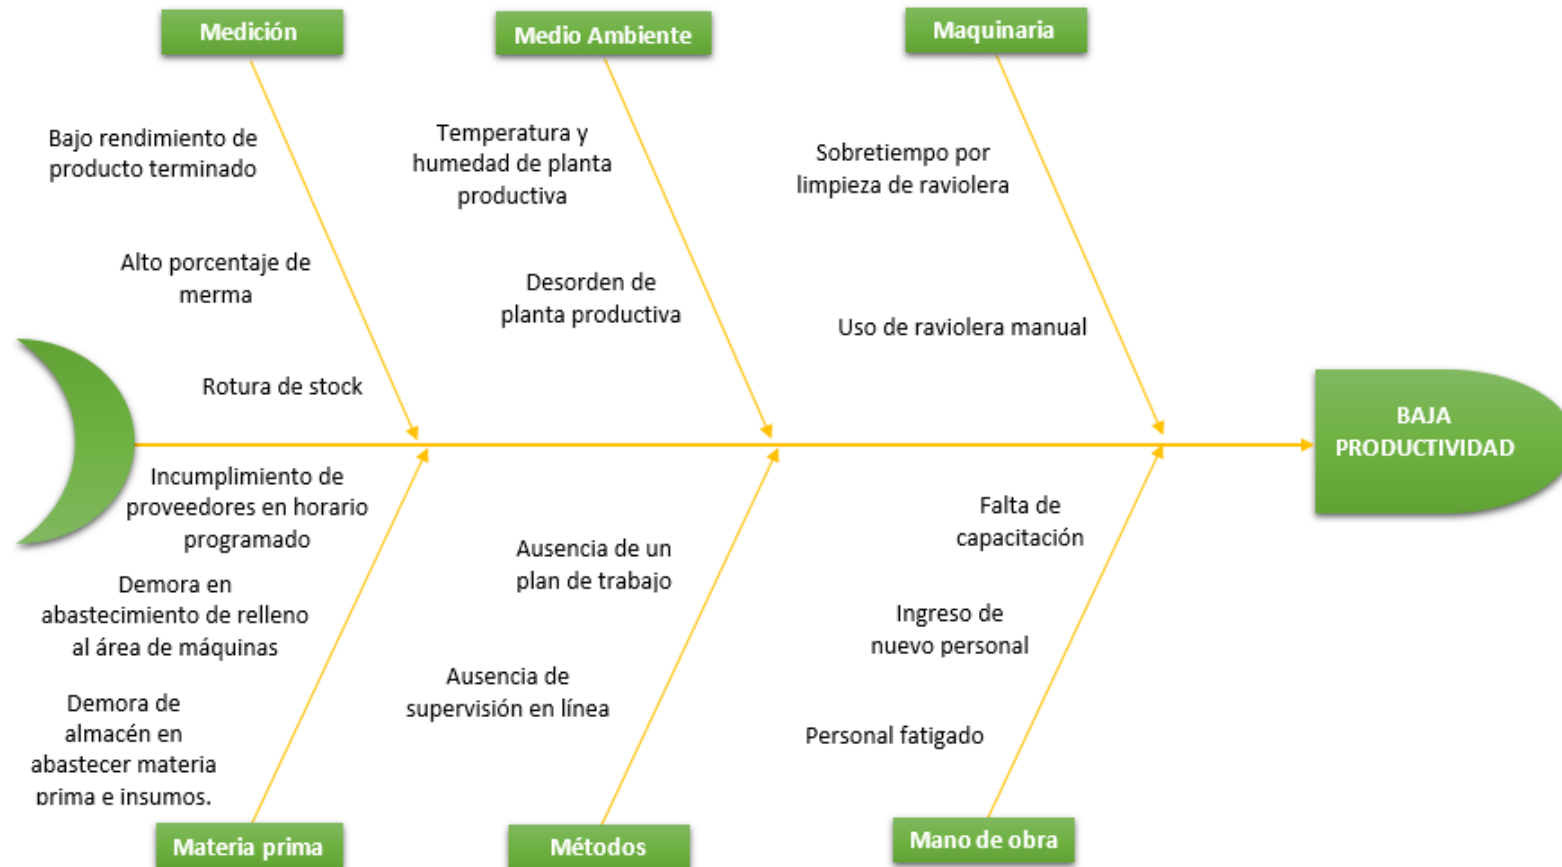 Medición
Medio Ambiente
Maquinaria
Bajo rendimiento de
producto terminado
Temperatura y
humedad de planta
productiva
Sobretiempo por
limpieza de raviolera
Alto porcentaje de
merma
Desorden de
planta productiva
Uso de raviolera manual
Rotura de stock
BAJA
PRODUCTIVIDAD
Incumplimiento de
proveedores en horario
programado
Ausencia de un
plan de trabajo
Falta de
capacitación
Demora en
abastecimiento de relleno
al área de máquinas
Ingreso de
nuevo personal
Ausencia de
supervisión en línea
Demora de
almacén en
abastecer materia
prima e insumos.
Personal fatigado
Materia prima
Métodos
Mano de obra